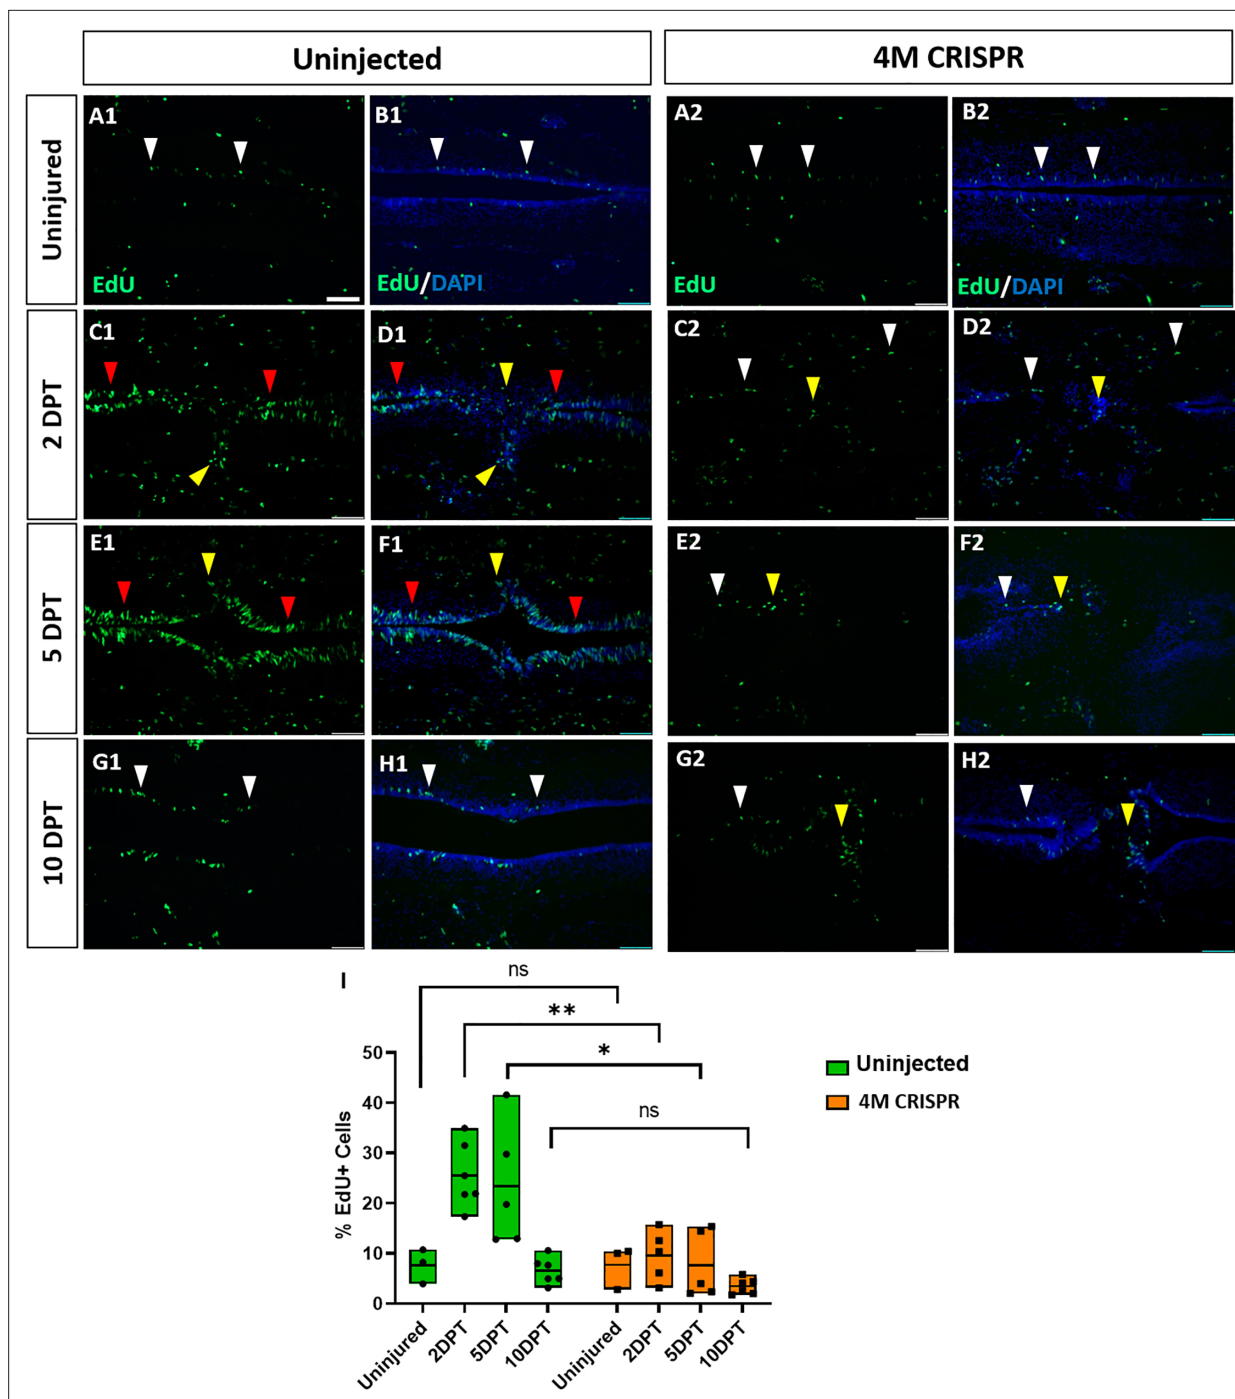 Uninjected
4M CRISPR
Uninjured
A1
EdU
B1
EdU/DAPI
A2
EdU
B2
EdU/DAPI
2 DPT
C1
D1
C2
D2
5 DPT
E1
F1
E2
F2
10 DPT
G1
H1
G2
H2
I
ns
**
*
ns
% EdU+ Cells
50
40
30
20
10
0
Uninjured
2DPT
5DPT
10DPT
Uninjured
2DPT
5DPT
10DPT
Uninjected
4M CRISPR